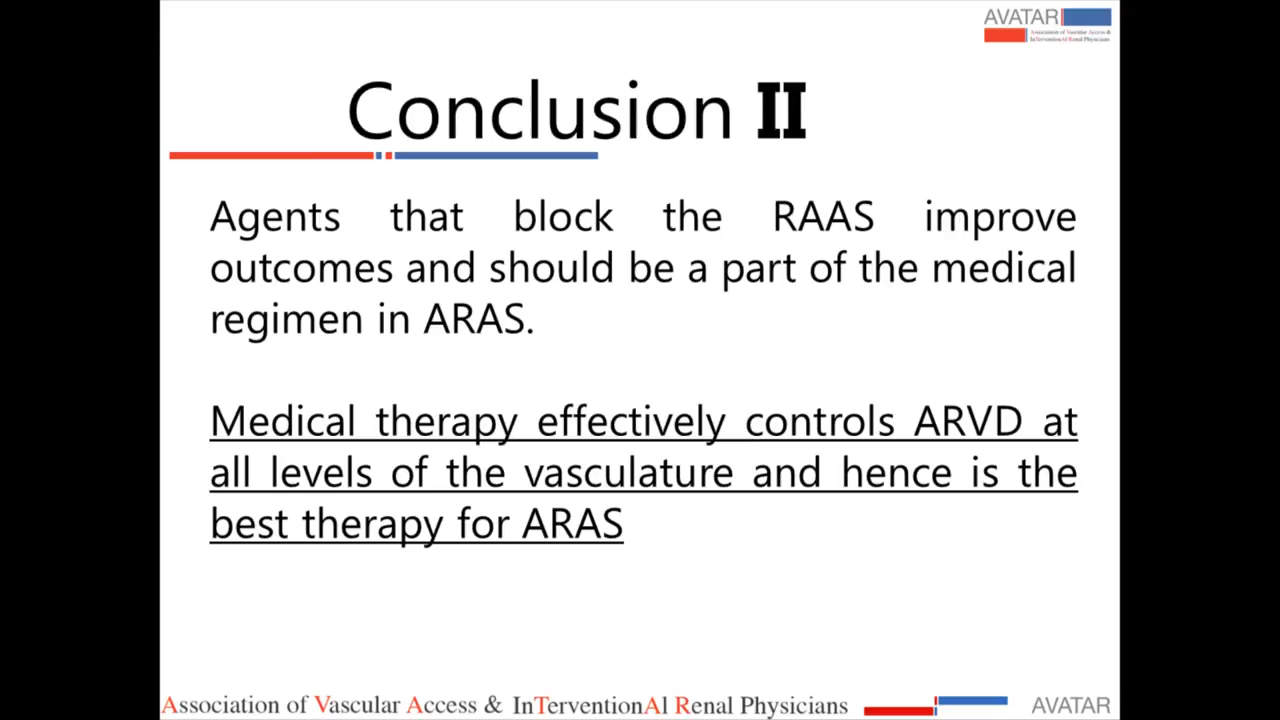 AVATAR
Association of Vascular Access &
InTerventionAl Renal Physicians
Conclusion II
Agents that block the RAAS improve
outcomes and should be a part of the medical
regimen in ARAS.
Medical therapy effectively controls ARVD at
all levels of the vasculature and hence is the
best therapy for ARAS
Association of Vascular Access & InTerventionAl Renal Physicians
AVATAR